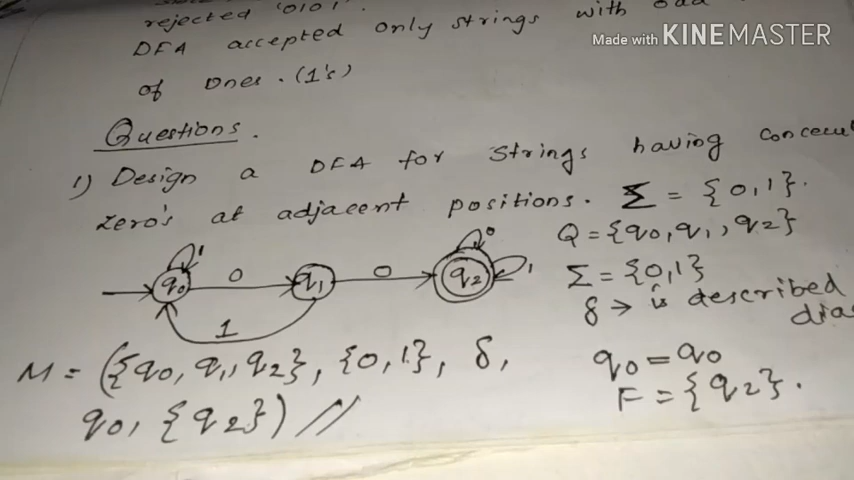 rejected '0101'.
DFA accepted only strings with odd
of ones. (1's)
Made with KINEMASTER
Questions.
1) Design a DFA for strings having
zero's at adjacent positions. Σ = {0,1}.
Q = {q0, q1, q2}
Σ = {0,1}
δ → is described
q0 = q0
F = {q2}.
1 0 0
q0 0 q1 0 q2 1
1
M = ({q0, q1, q2}, {0,1}, δ,
q0, {q2}) //